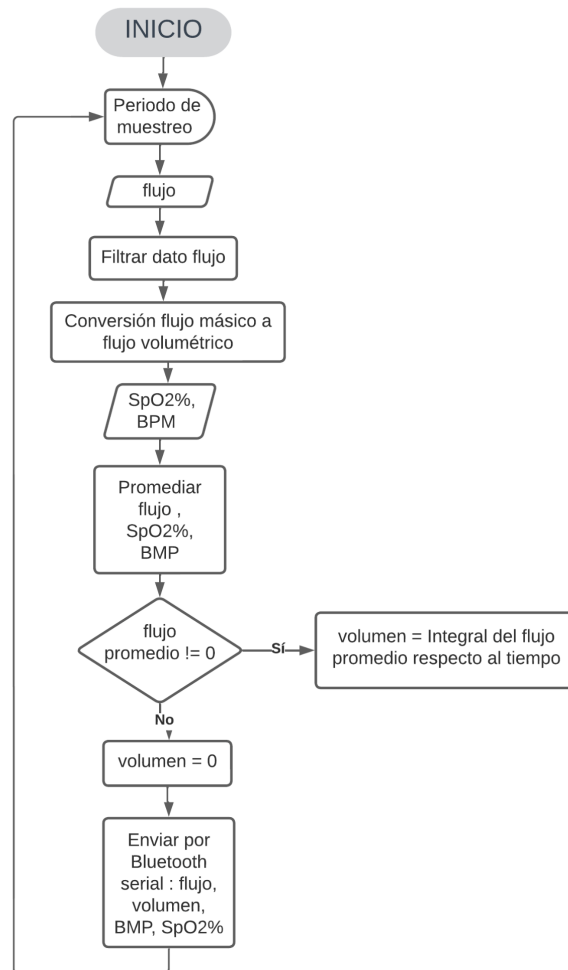 INICIO
Periodo de
muestreo
flujo
Filtrar dato flujo
Conversión flujo másico a
flujo volumétrico
SpO2%,
BPM
Promediar
flujo ,
SpO2%,
BMP
flujo
promedio != 0
Sí
volumen = Integral del flujo
promedio respecto al tiempo
No
volumen = 0
Enviar por
Bluetooth
serial : flujo,
volumen,
BMP, SpO2%